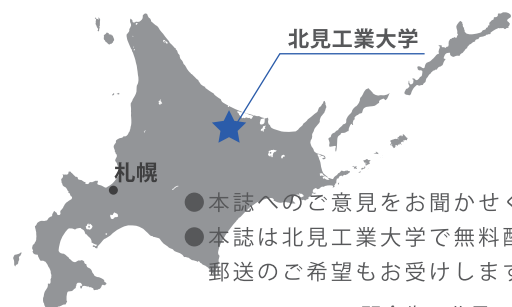 北見工業大学
札幌
●本誌へのご意見をお聞かせく
●本誌は北見工業大学で無料配
郵送のご希望もお受けします